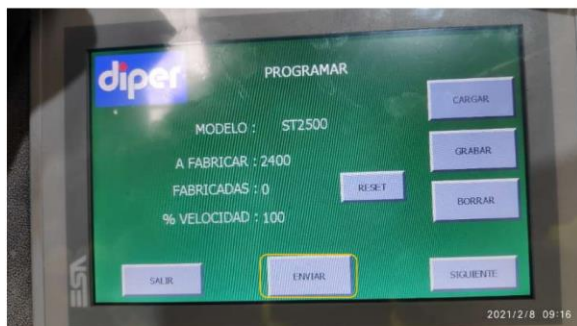 diper
PROGRAMAR
CARGAR
MODELO : ST2500
GRABAR
A FABRICAR : 2400
FABRICADAS : 0
RESET
BORRAR
% VELOCIDAD : 100
SALIR
ENVIAR
SIGUIENTE
ESA
2021/2/8 09:16